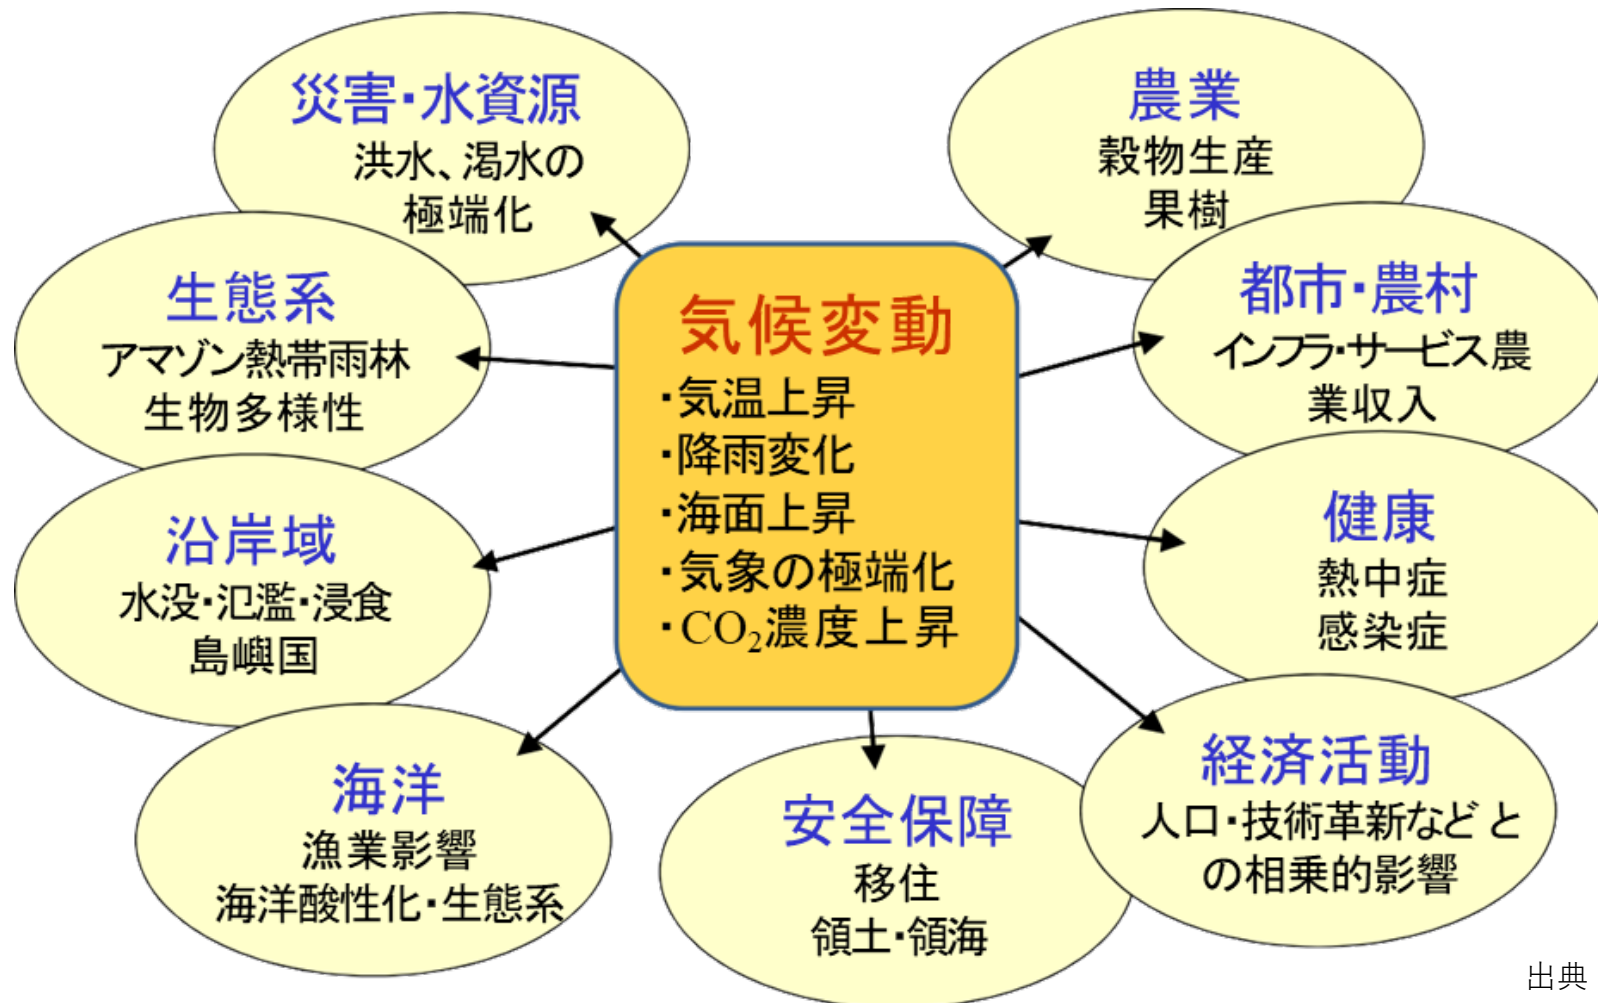 災害・水資源
洪水、渇水の
極端化
農業
穀物生産
果樹
生態系
アマゾン熱帯雨林
生物多様性
気候変動
・気温上昇
・降雨変化
・海面上昇
・気象の極端化
・CO₂濃度上昇
都市・農村
インフラ・サービス農
業収入
沿岸域
水没・氾濫・浸食
島嶼国
健康
熱中症
感染症
海洋
漁業影響
海洋酸性化・生態系
安全保障
移住
領土・領海
経済活動
人口・技術革新などと
の相乗的影響
出典